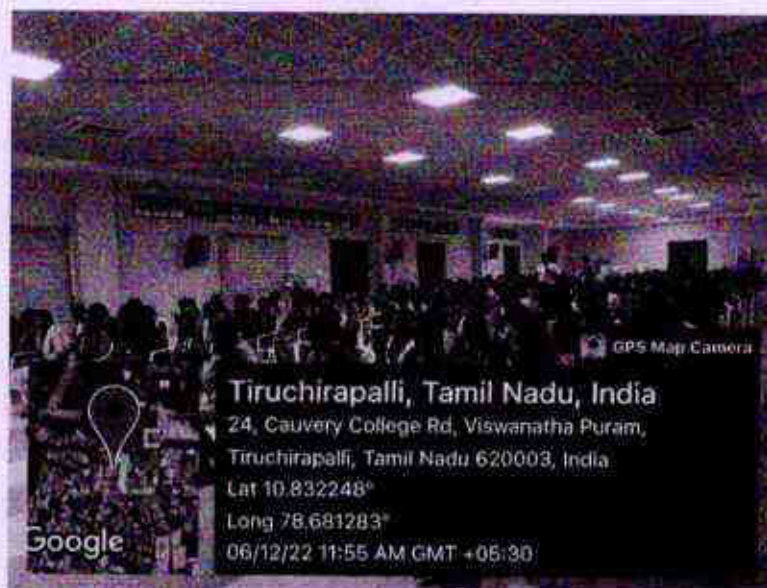 GPS Map Camera
Tiruchirapalli, Tamil Nadu, India
24, Cauvery College Rd, Viswanatha Puram,
Tiruchirapalli, Tamil Nadu 620003, India
Lat 10.832248°
Long 78.681283°
06/12/22 11:55 AM GMT +05:30
Google